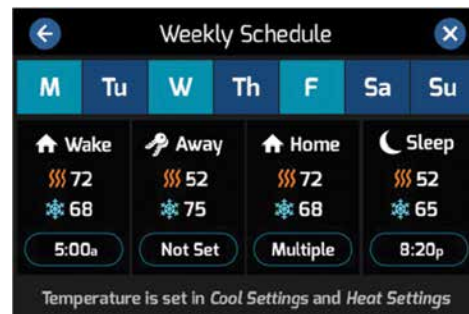 Weekly Schedule
M Tu W Th F Sa Su
Wake Away Home Sleep
72 52 72 52
68 75 68 65
5:00a Not Set Multiple 8:20p
Temperature is set in Cool Settings and Heat Settings